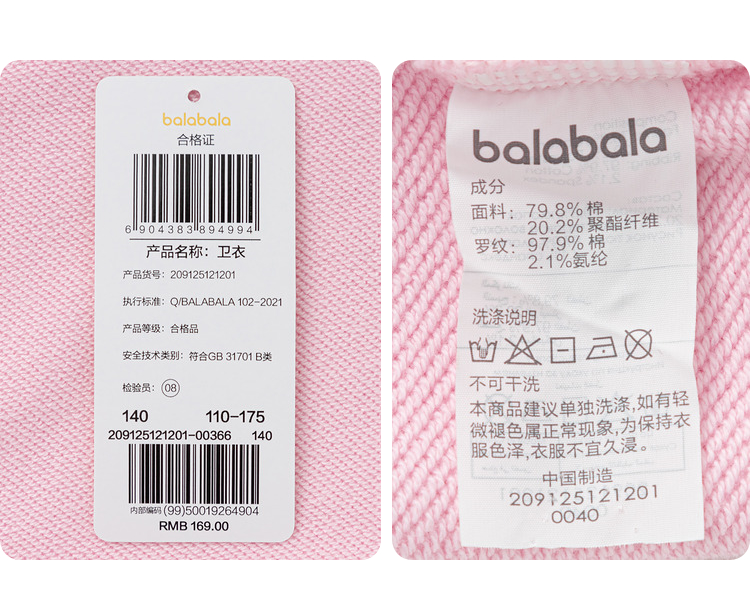 balabala
合格证
6904383894994
产品名称：卫衣
产品货号：209125121201
执行标准：Q/BALABALA 102-2021
产品等级：合格品
安全技术类别：符合GB 31701 B类
检验员：08
140 110-175
209125121201-00366 140
内部编码(99)50019264904
RMB 169.00
balabala
成分
面料：79.8% 棉
20.2% 聚酯纤维
罗纹：97.9% 棉
2.1% 氨纶
洗涤说明
不可干洗
本商品建议单独洗涤，如有轻
微褪色属正常现象，为保持衣
服色泽，衣服不宜久浸。
中国制造
209125121201
0040